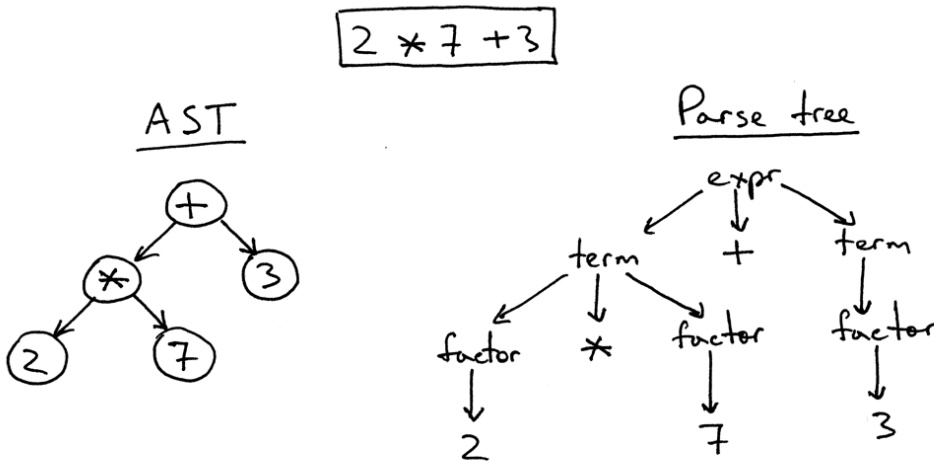 2 * 7 + 3
AST
Parse tree
+
*
3
2
7
expr
term
+
term
factor
*
factor
factor
2
7
3